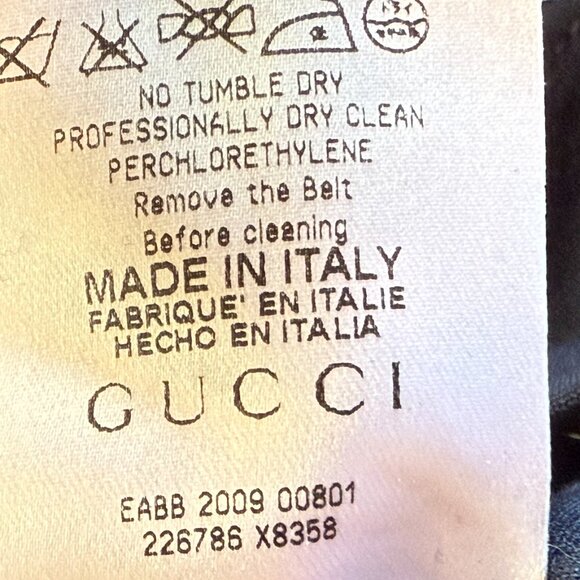 NO TUMBLE DRY
PROFESSIONALLY DRY CLEAN
PERCHLORETHYLENE
Remove the Belt
Before cleaning
MADE IN ITALY
FABRIQUE' EN ITALIE
HECHO EN ITALIA
GUCCI
EABB 2009 00801
226786 X8358